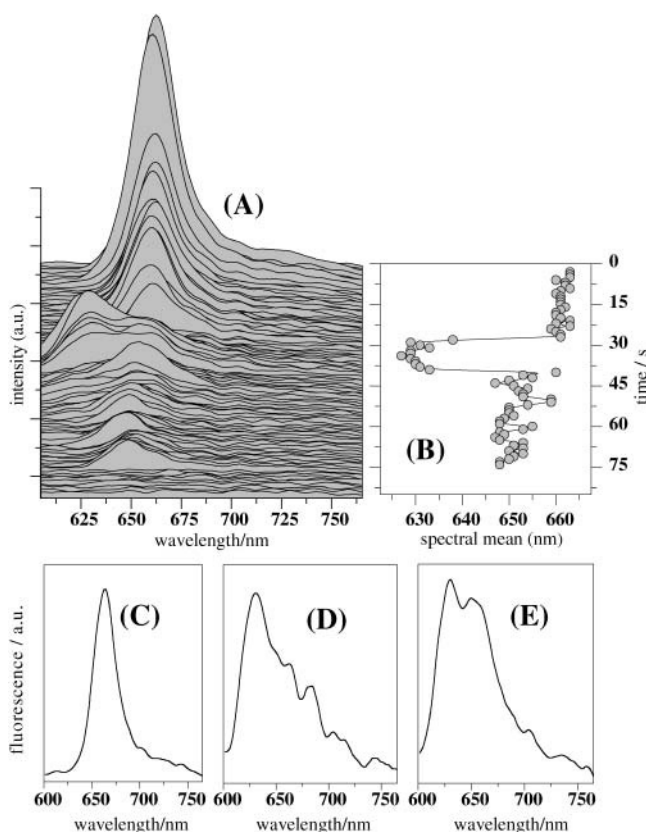 (A)
intensity (a.u.)
625 650 675 700 725 750
wavelength/nm
(B)
0
15
30
45
60
75
time / s
630 640 650 660
spectral mean (nm)
(C)
fluorescence / a.u.
600 650 700 750
wavelength/nm
(D)
600 650 700 750
wavelength/nm
(E)
600 650 700 750
wavelength/nm